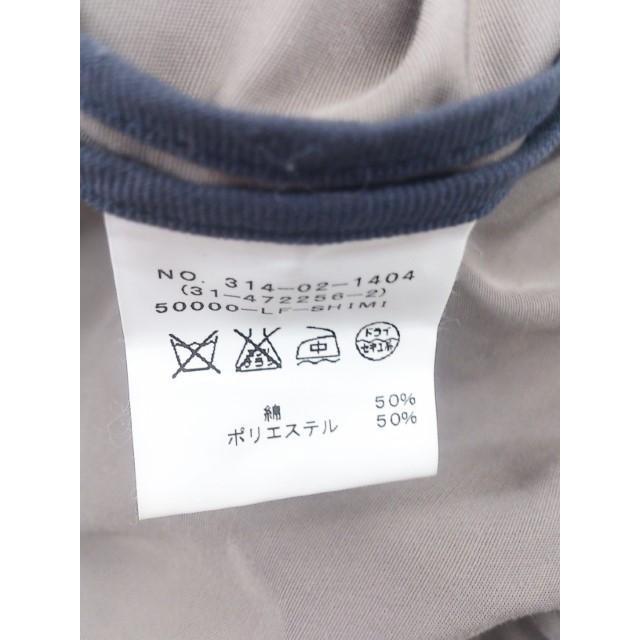 NO. 314-02-1404
(31-472256-2)
50000-LF-SHIMI
中
ドライ
セキユ系
綿 50%
ポリエステル 50%